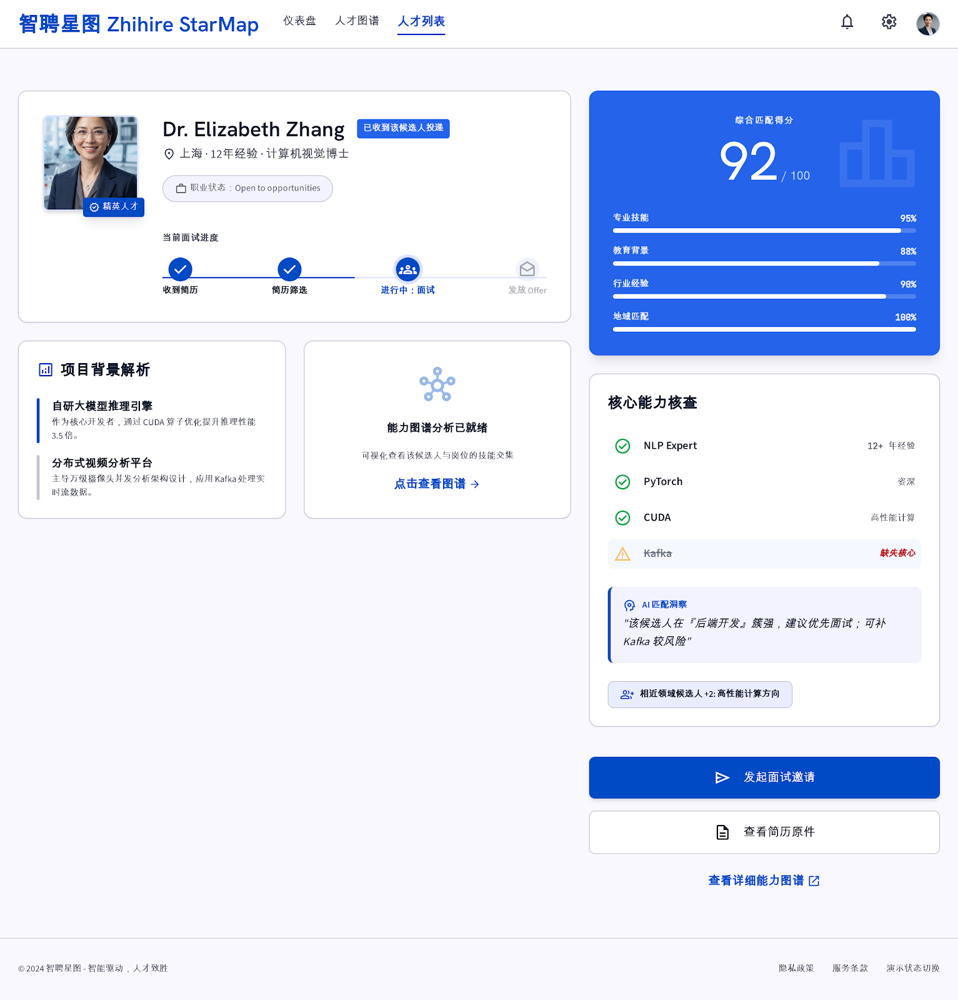 智聘星图 Zhihire StarMap
仪表盘
人才图谱
人才列表
Dr. Elizabeth Zhang
已收到该候选人投递
上海 · 12年经验 · 计算机视觉博士
职业状态：Open to opportunities
精英人才
当前面试进度
收到简历
简历筛选
进行中：面试
发放 Offer
项目背景解析
自研大模型推理引擎
作为核心开发者，通过 CUDA 算子优化提升推理性能
3.5 倍。
分布式视频分析平台
主导万级摄像头并发分析架构设计，应用 Kafka 处理实
时流数据。
能力图谱分析已就绪
可视化查看该候选人与岗位的技能交集
点击查看图谱
综合匹配得分
92 / 100
专业技能 95%
教育背景 88%
行业经验 90%
地域匹配 100%
核心能力核查
NLP Expert 12+ 年经验
PyTorch 资深
CUDA 高性能计算
Kafka 缺失核心
AI 匹配洞察
"该候选人在『后端开发』簇强，建议优先面试；可补
Kafka 较风险"
相近领域候选人 +2: 高性能计算方向
发起面试邀请
查看简历原件
查看详细能力图谱
© 2024 智聘星图 - 智能驱动，人才致胜
隐私政策
服务条款
演示状态切换